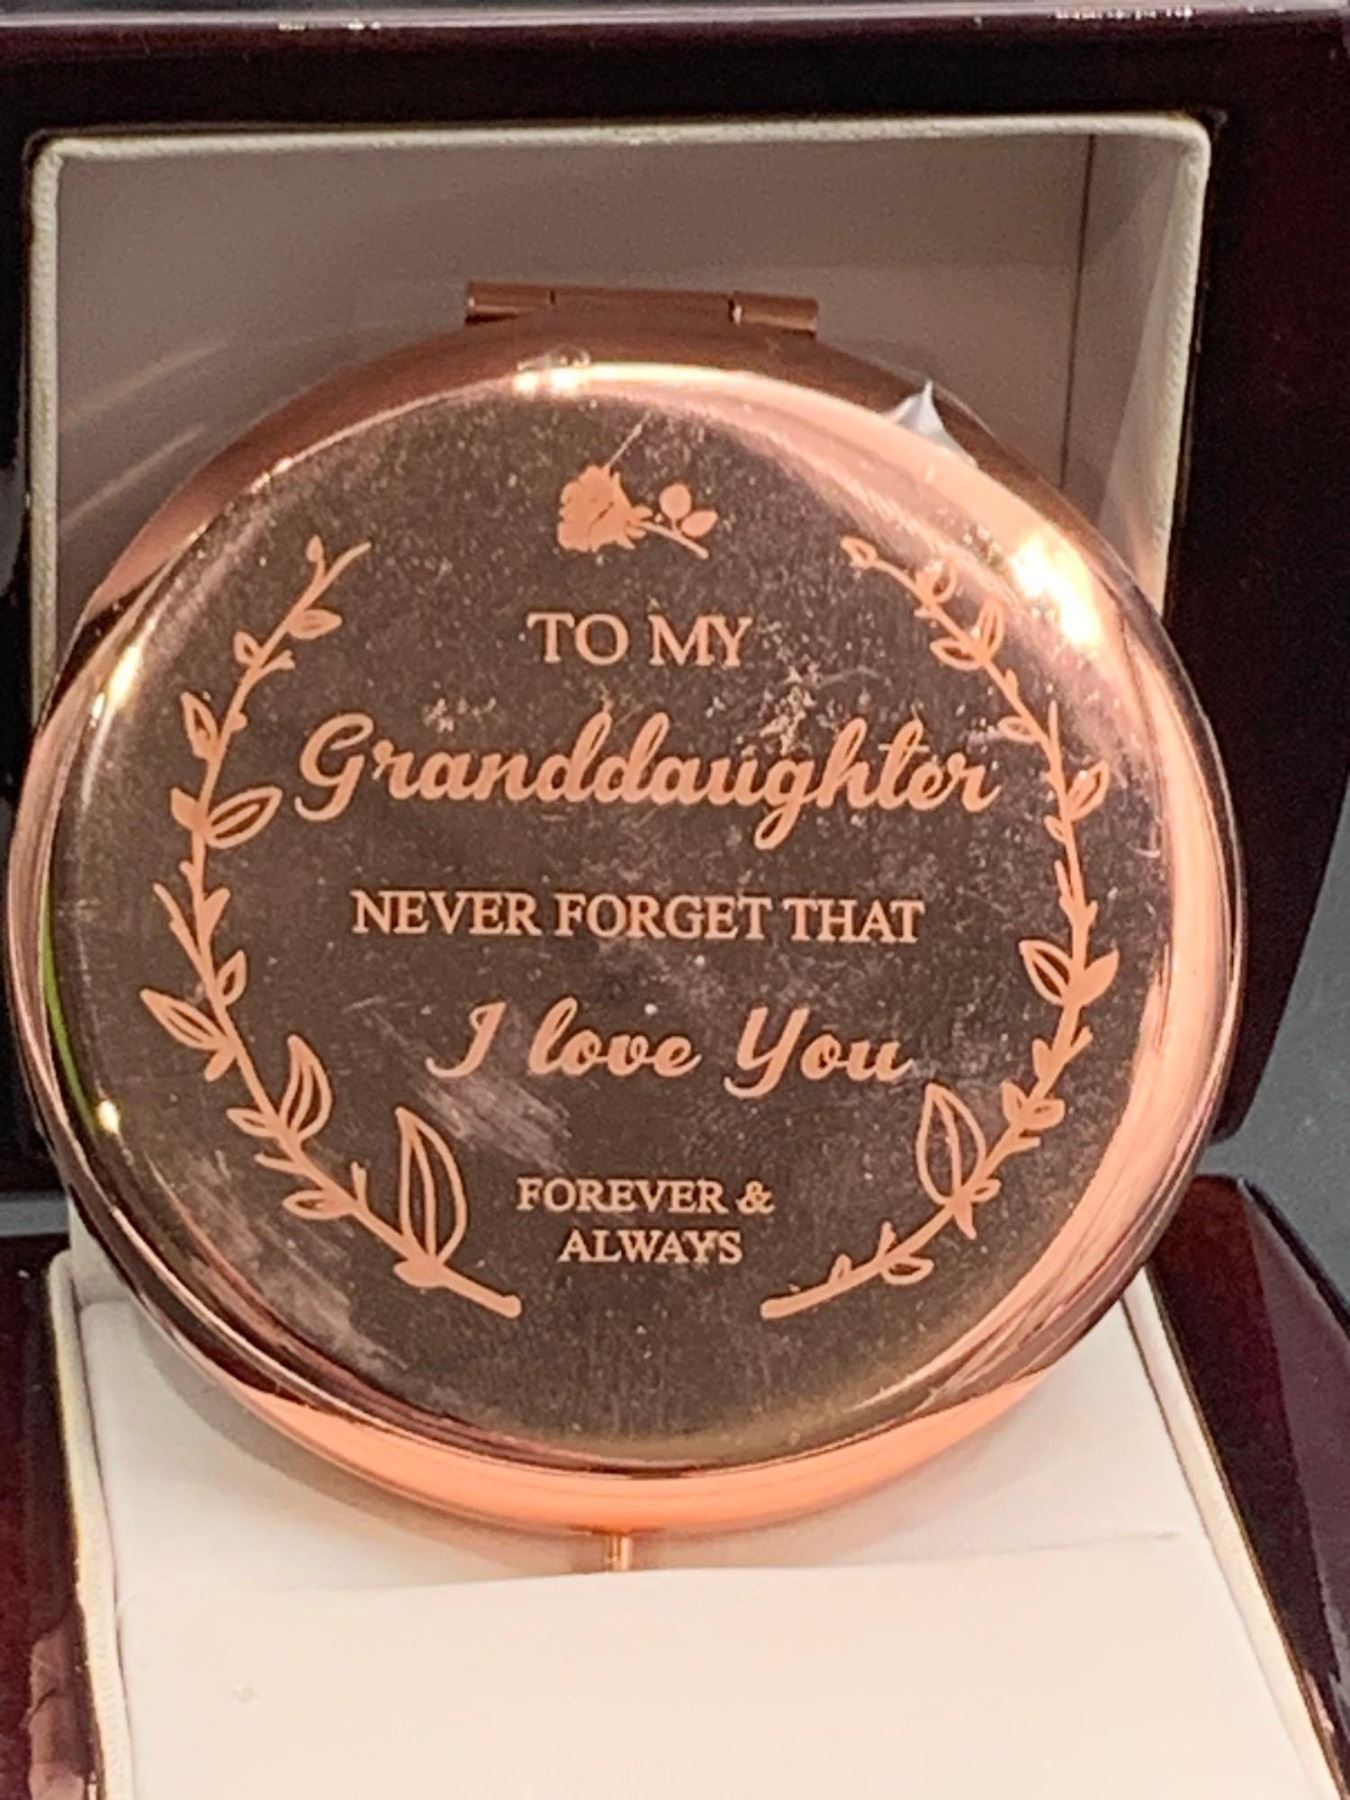 TO MY
Granddaughter
NEVER FORGET THAT
I love You
FOREVER &
ALWAYS